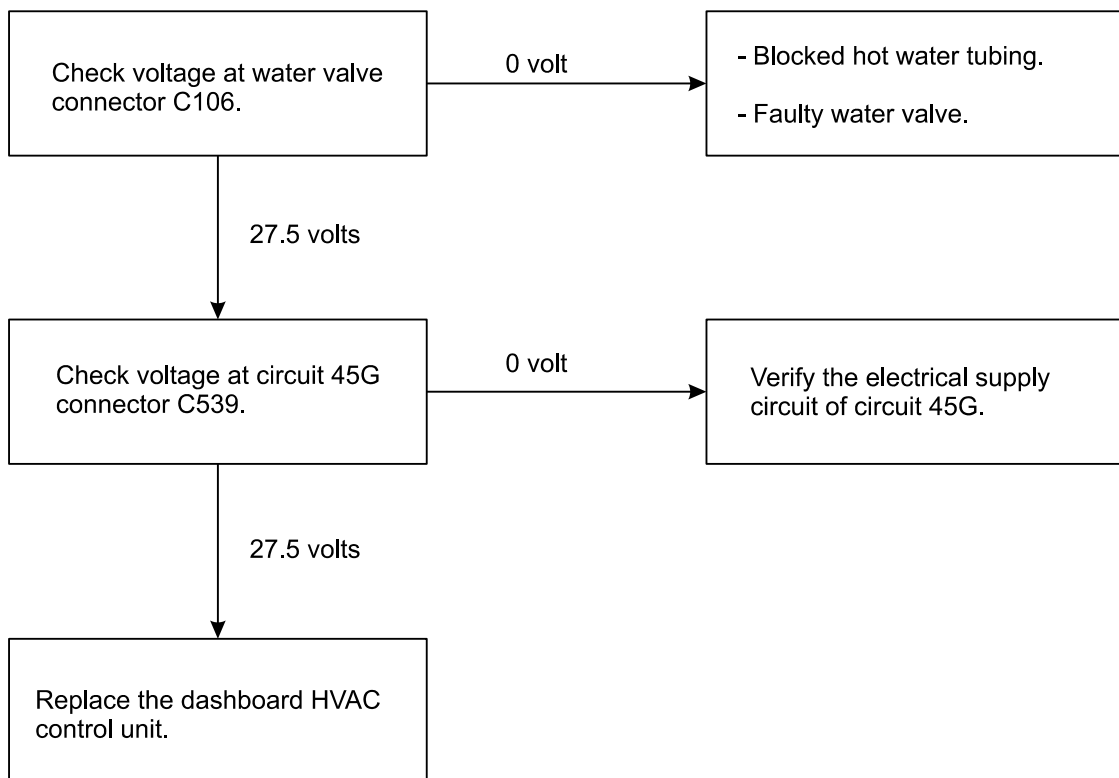 Check voltage at water valve
connector C106.
0 volt
- Blocked hot water tubing.
- Faulty water valve.
27.5 volts
Check voltage at circuit 45G
connector C539.
0 volt
Verify the electrical supply
circuit of circuit 45G.
27.5 volts
Replace the dashboard HVAC
control unit.